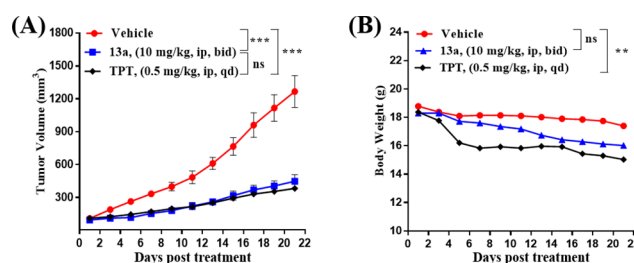 (A)
1800
1500
1200
900
600
300
Tumor Volume (mm3)
Vehicle
13a, (10 mg/kg, ip, bid)
TPT, (0.5 mg/kg, ip, qd)
***
ns
***
0 2 4 6 8 10 12 14 16 18 20 22
Days post treatment
(B)
24
22
20
18
16
14
12
10
Body Weight (g)
Vehicle
13a, (10 mg/kg, ip, bid)
TPT, (0.5 mg/kg, ip, qd)
ns
**
0 2 4 6 8 10 12 14 16 18 20 22
Days post treatment